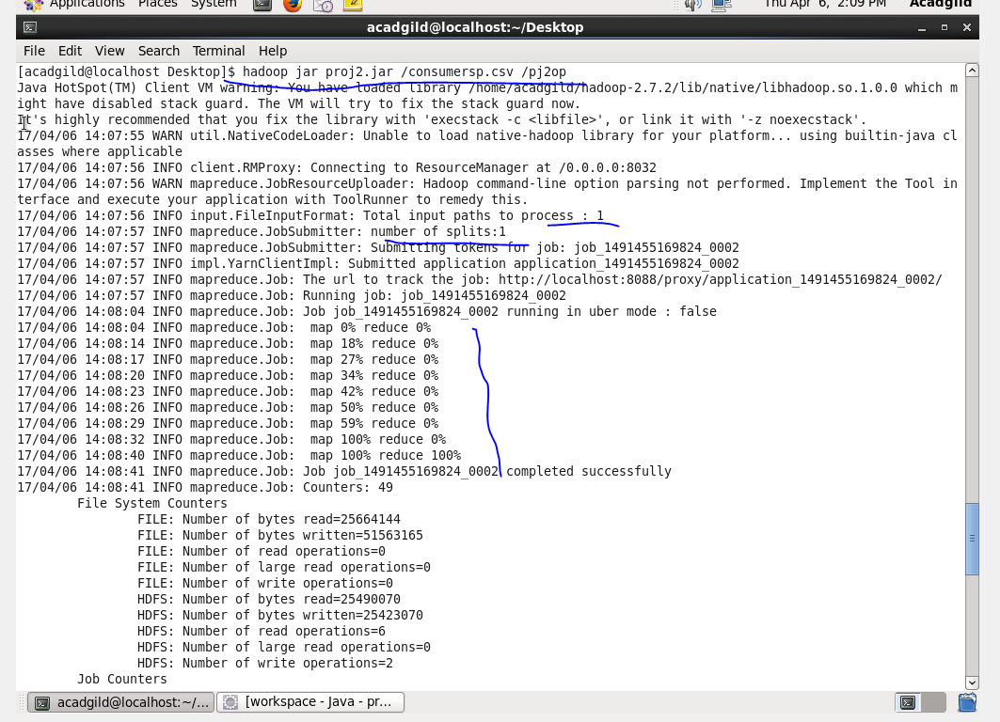 Applications Places System Thu Apr 6, 2:09 PM Acadgild
acadgild@localhost:~/Desktop
File Edit View Search Terminal Help
[acadgild@localhost Desktop]$ hadoop jar proj2.jar /consumersp.csv /pj2op
Java HotSpot(TM) Client VM warning: You have loaded library /home/acadgild/hadoop-2.7.2/lib/native/libhadoop.so.1.0.0 which m
ight have disabled stack guard. The VM will try to fix the stack guard now.
It's highly recommended that you fix the library with 'execstack -c <libfile>', or link it with '-z noexecstack'.
17/04/06 14:07:55 WARN util.NativeCodeLoader: Unable to load native-hadoop library for your platform... using builtin-java cl
asses where applicable
17/04/06 14:07:56 INFO client.RMProxy: Connecting to ResourceManager at /0.0.0.0:8032
17/04/06 14:07:56 WARN mapreduce.JobResourceUploader: Hadoop command-line option parsing not performed. Implement the Tool in
terface and execute your application with ToolRunner to remedy this.
17/04/06 14:07:56 INFO input.FileInputFormat: Total input paths to process : 1
17/04/06 14:07:57 INFO mapreduce.JobSubmitter: number of splits:1
17/04/06 14:07:57 INFO mapreduce.JobSubmitter: Submitting tokens for job: job_1491455169824_0002
17/04/06 14:07:57 INFO impl.YarnClientImpl: Submitted application application_1491455169824_0002
17/04/06 14:07:57 INFO mapreduce.Job: The url to track the job: http://localhost:8088/proxy/application_1491455169824_0002/
17/04/06 14:07:57 INFO mapreduce.Job: Running job: job_1491455169824_0002
17/04/06 14:08:04 INFO mapreduce.Job: Job job_1491455169824_0002 running in uber mode : false
17/04/06 14:08:04 INFO mapreduce.Job:  map 0% reduce 0%
17/04/06 14:08:14 INFO mapreduce.Job:  map 18% reduce 0%
17/04/06 14:08:17 INFO mapreduce.Job:  map 27% reduce 0%
17/04/06 14:08:20 INFO mapreduce.Job:  map 34% reduce 0%
17/04/06 14:08:23 INFO mapreduce.Job:  map 42% reduce 0%
17/04/06 14:08:26 INFO mapreduce.Job:  map 50% reduce 0%
17/04/06 14:08:29 INFO mapreduce.Job:  map 59% reduce 0%
17/04/06 14:08:32 INFO mapreduce.Job:  map 100% reduce 0%
17/04/06 14:08:40 INFO mapreduce.Job:  map 100% reduce 100%
17/04/06 14:08:41 INFO mapreduce.Job: Job job_1491455169824_0002 completed successfully
17/04/06 14:08:41 INFO mapreduce.Job: Counters: 49
File System Counters
FILE: Number of bytes read=25664144
FILE: Number of bytes written=51563165
FILE: Number of read operations=0
FILE: Number of large read operations=0
FILE: Number of write operations=0
HDFS: Number of bytes read=25490070
HDFS: Number of bytes written=25423070
HDFS: Number of read operations=6
HDFS: Number of large read operations=0
HDFS: Number of write operations=2
Job Counters
acadgild@localhost:~/... [workspace - Java - pr...